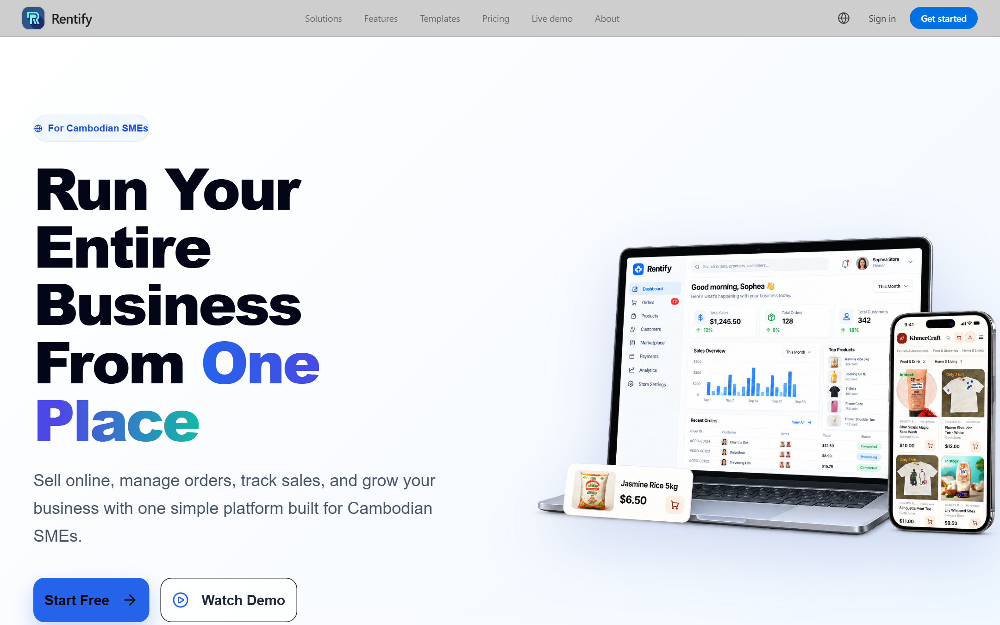 Rentify
Solutions
Features
Templates
Pricing
Live demo
About
Sign in
Get started
For Cambodian SMEs
Run Your
Entire
Business
From One
Place
Sell online, manage orders, track sales, and grow your
business with one simple platform built for Cambodian
SMEs.
Start Free
Watch Demo
Rentify
Search orders, products, customers...
Sophea Store
Owner
Dashboard
Orders
12
Products
Customers
Marketplace
Payments
Analytics
Store Settings
Good morning, Sophea 👋
Here's what's happening with your business today.
This Month
Total Sales
$1,245.50
12%
Total Orders
128
8%
Total Customers
342
18%
Sales Overview
This Month
$600
$400
$200
0
Sep 1
Sep 7
Sep 14
Sep 21
Sep 30
Top Products
Jasmine Rice 5kg
324 sold
Cooking Oil 1L
281 sold
T-Shirt
190 sold
Phone Case
156 sold
Flower Shoulder Tee
142 sold
Recent Orders
View All
Order ID
Customer
Items
Total
Status
#ORD-00124
Chantha Sok
$12.50
Completed
#ORD-00123
Dara Meas
$8.90
Processing
#ORD-00122
Sreymeng Lim
$15.75
Completed
Jasmine Rice 5kg
$6.50
9:41
KhmerCraft
Fashion & Accessories
Food & Groceries
Home & Living
Food & Drink 2
Home & Living 1
In stock
Only 2 left
BEAUTY &...
No reviews
Ghar Soaps Magic
Face Wash
Skincare Store
$10.00
FASHION &...
No reviews
Flower Shoulder
Tee - White
Cloth Store
$12.00
Only 2 left
In stock
FASHION &...
No reviews
Silhouette Print Tee
Cloth Store
$11.00
BEAUTY &...
No reviews
Lily Whipped Shea
Skincare Store
$9.50